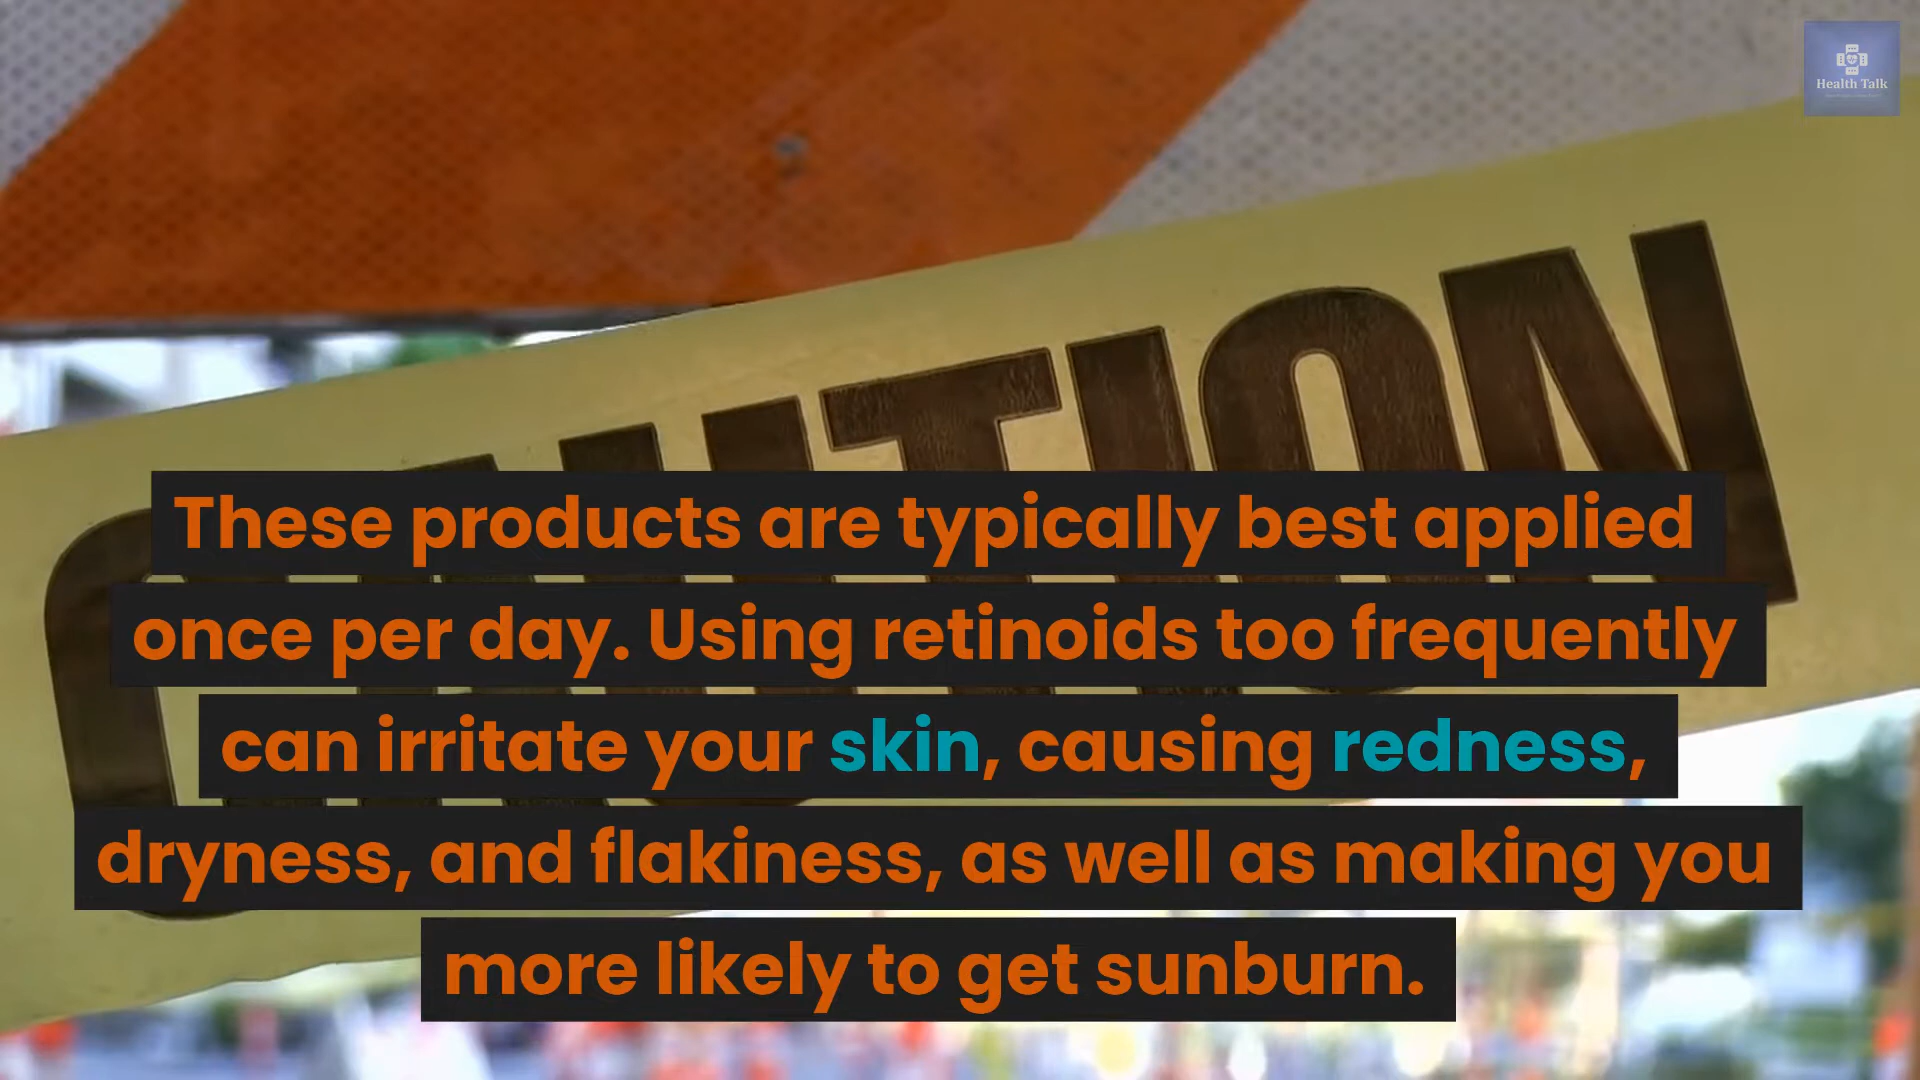 Health Talk
CAUTION
These products are typically best applied
once per day. Using retinoids too frequently
can irritate your skin, causing redness,
dryness, and flakiness, as well as making you
more likely to get sunburn.